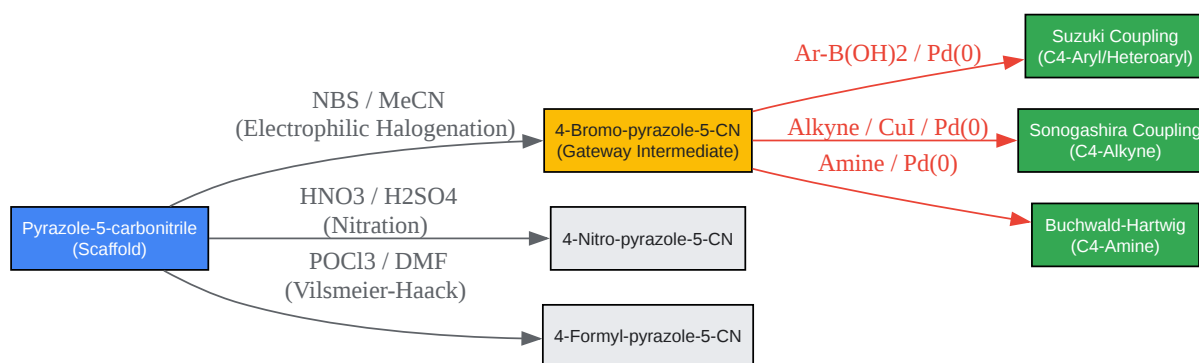 Pyrazole-5-carbonitrile
(Scaffold)
NBS / MeCN
(Electrophilic Halogenation)
HNO3 / H2SO4
(Nitration)
POCl3 / DMF
(Vilsmeier-Haack)
4-Bromo-pyrazole-5-CN
(Gateway Intermediate)
4-Nitro-pyrazole-5-CN
4-Formyl-pyrazole-5-CN
Ar-B(OH)2 / Pd(0)
Alkyne / CuI / Pd(0)
Amine / Pd(0)
Suzuki Coupling
(C4-Aryl/Heteroaryl)
Sonogashira Coupling
(C4-Alkyne)
Buchwald-Hartwig
(C4-Amine)